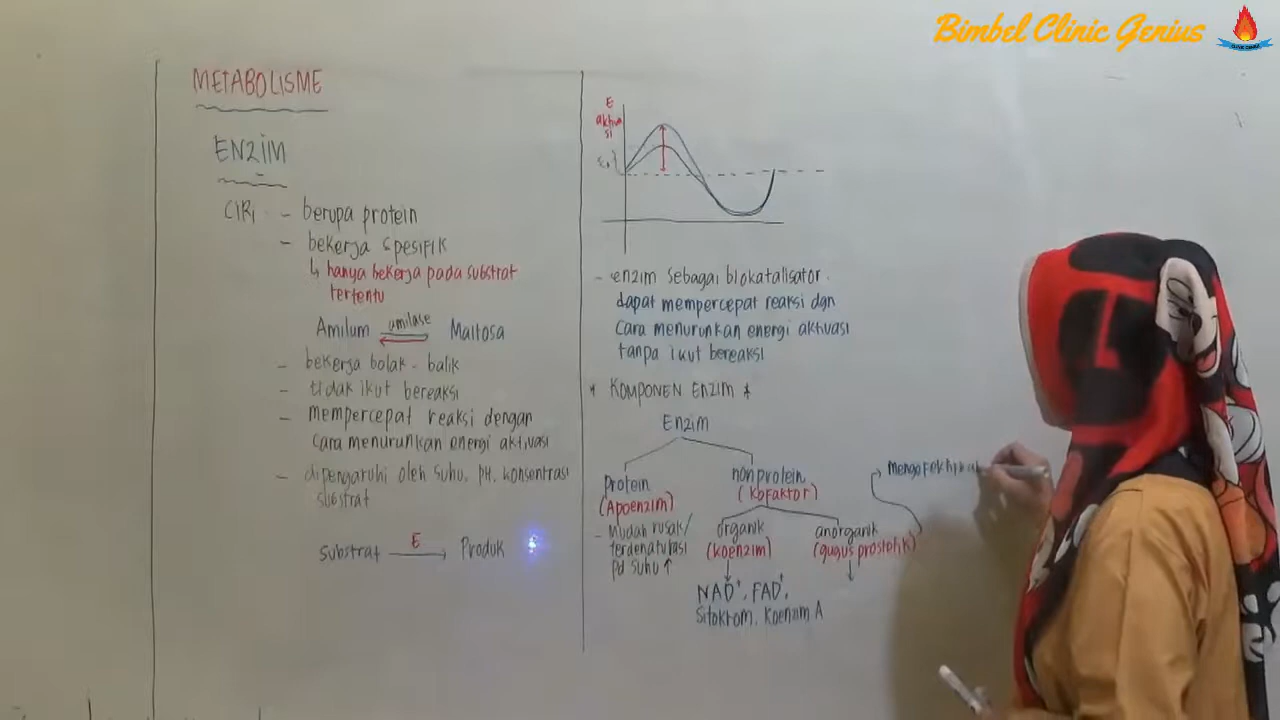 Bimbel Clinic Genius
METABOLISME
ENZIM
CIRI - berupa protein
- bekerja spesifik
↳ hanya bekerja pada substrat
tertentu
Amilum amilase Maltosa
- bekerja bolak - balik
- tidak ikut bereaksi
- mempercepat reaksi dengan
cara menurunkan energi aktivasi
- dipengaruhi oleh suhu, pH, konsentrasi
substrat
Substrat E Produk
E
aktiva
si
- enzim sebagai biokatalisator.
dapat mempercepat reaksi dgn
cara menurunkan energi aktivasi
tanpa ikut bereaksi
* KOMPONEN ENZIM *
Enzim
Protein
(Apoenzim)
- Mudah rusak/
terdenaturasi
pd suhu ↑
non protein
(kofaktor)
organik
(koenzim)
NAD+, FAD+,
Sitokrom, Koenzim A
anorganik
(gugus prostetik)